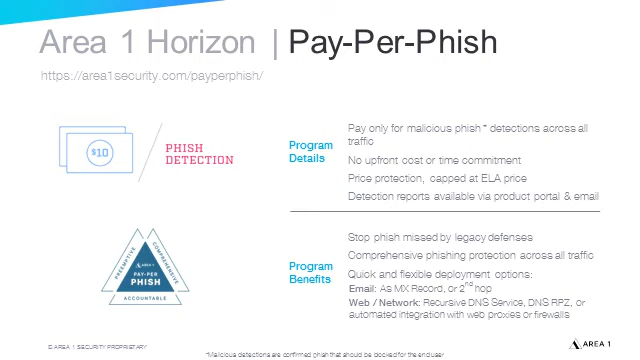 Area 1 Horizon | Pay-Per-Phish
https://area1security.com/payperphish/
$10
PHISH
DETECTION
Program
Details
Pay only for malicious phish * detections across all
traffic
No upfront cost or time commitment
Price protection, capped at ELA price
Detection reports available via product portal & email
PREEMPTIVE
COMPREHENSIVE
AREA 1
PAY-PER
PHISH
ACCOUNTABLE
Program
Benefits
Stop phish missed by legacy defenses
Comprehensive phishing protection across all traffic
Quick and flexible deployment options:
Email: As MX Record, or 2nd hop
Web / Network: Recursive DNS Service, DNS RPZ, or
automated integration with web proxies or firewalls
© AREA 1 SECURITY PROPRIETARY
*Malicious detections are confirmed phish that should be blocked for the end user
AREA 1